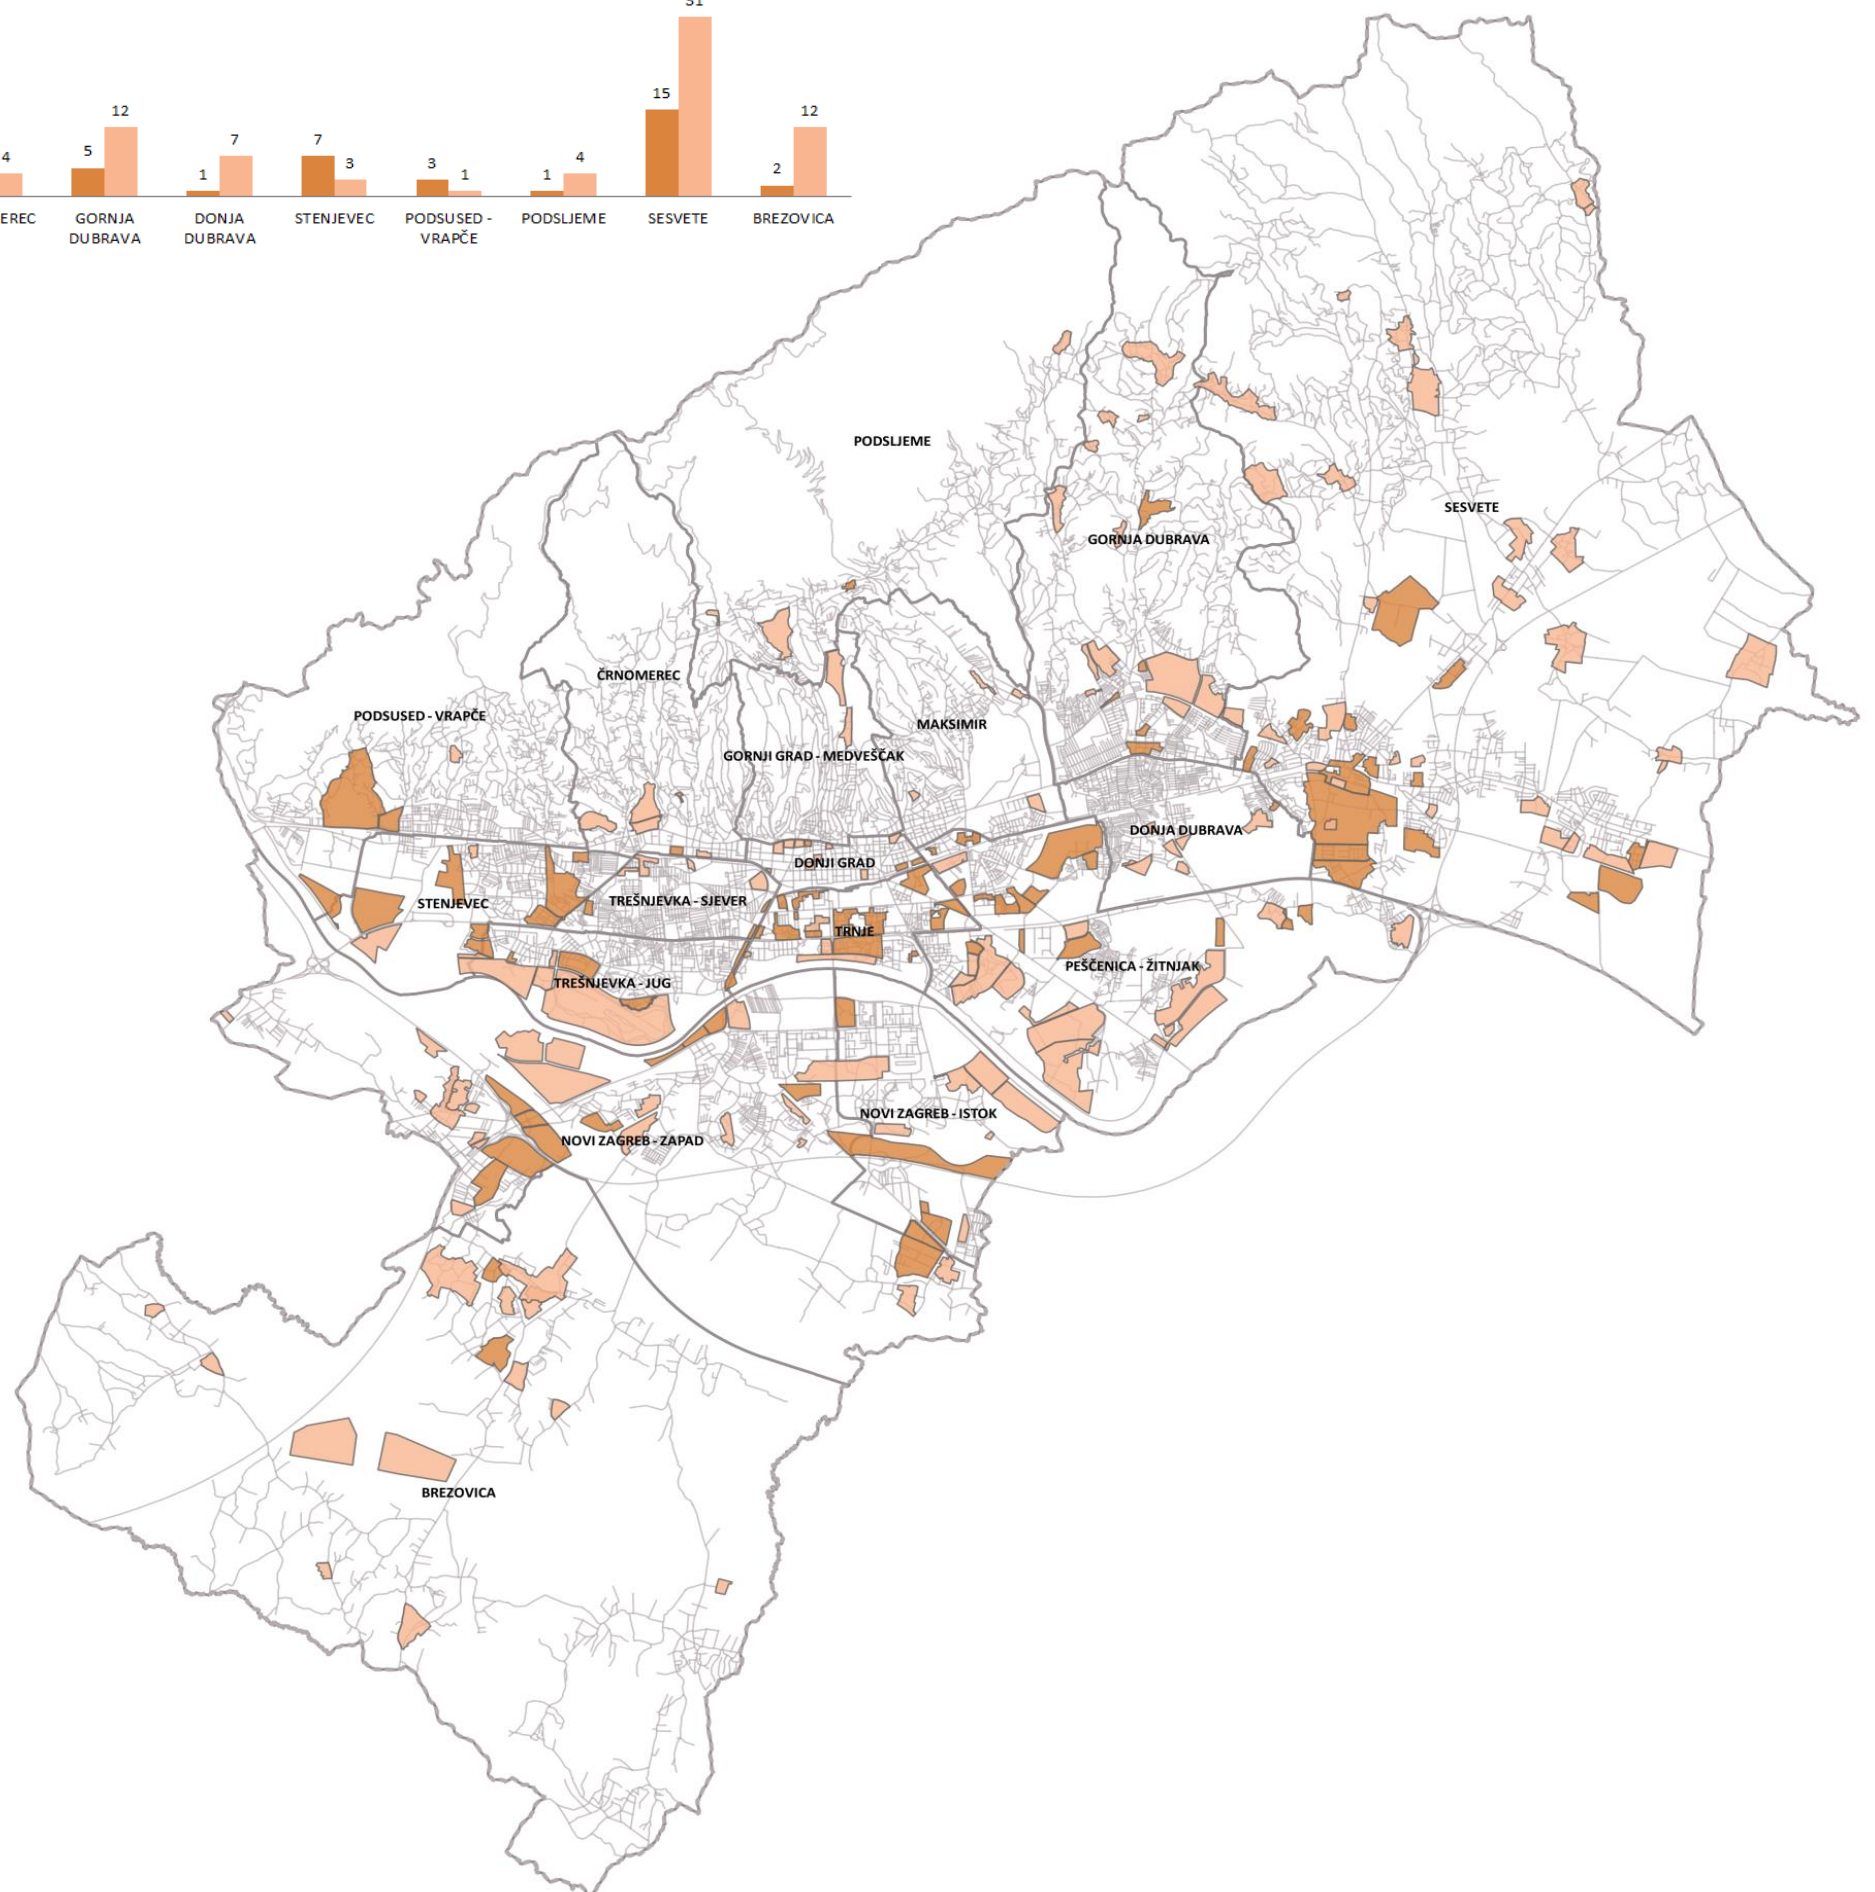 31
15
12
12
7
7
5
4
4
3
3
2
1
1
1
EREC
GORNJA
DUBRAVA
DONJA
DUBRAVA
STENJEVEC
PODSUSED -
VRAPČE
PODSLJEME
SESVETE
BREZOVICA
PODSLJEME
SESVETE
GORNJA DUBRAVA
ČRNOMEREC
PODSUSED - VRAPČE
MAKSIMIR
GORNJI GRAD - MEDVEŠČAK
DONJA DUBRAVA
DONJI GRAD
STENJEVEC
TREŠNJEVKA - SJEVER
TRNJE
PEŠČENICA - ŽITNJAK
TREŠNJEVKA - JUG
NOVI ZAGREB - ISTOK
NOVI ZAGREB - ZAPAD
BREZOVICA